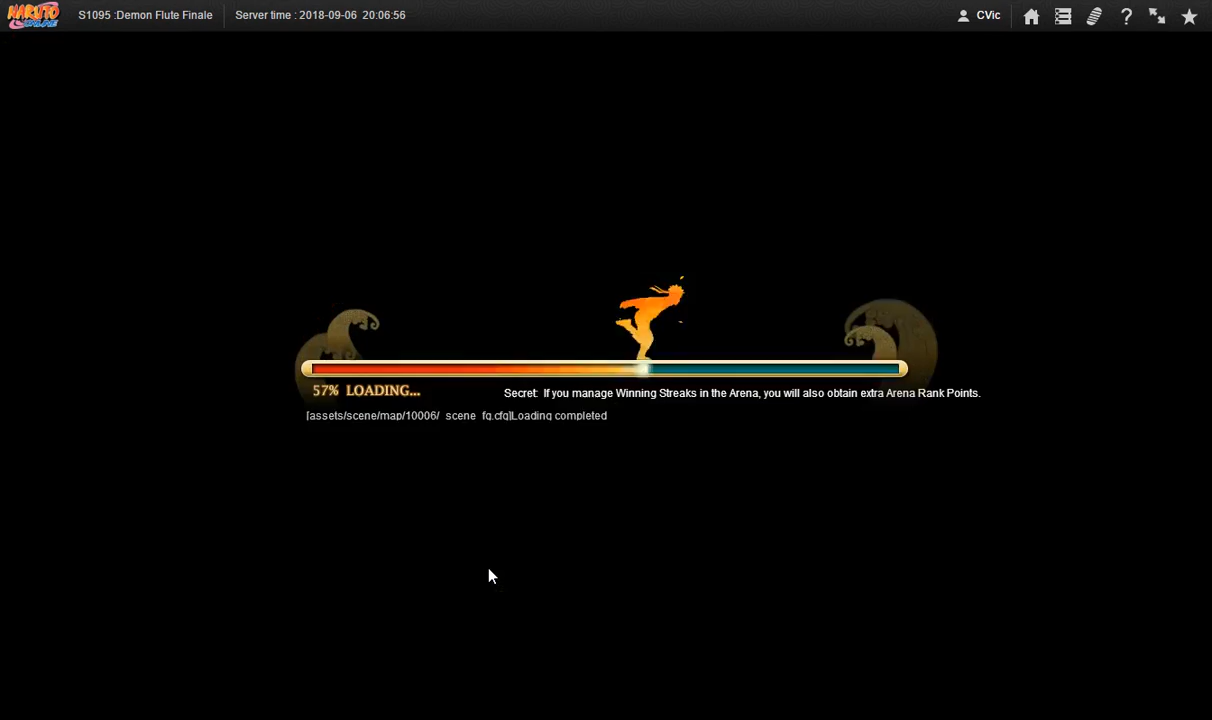 NARUTO ONLINE S1095 :Demon Flute Finale Server time : 2018-09-06 20:06:56 CVic
57% LOADING... Secret: If you manage Winning Streaks in the Arena, you will also obtain extra Arena Rank Points.
[assets/scene/map/10006/_scene_fg.cfg]Loading completed